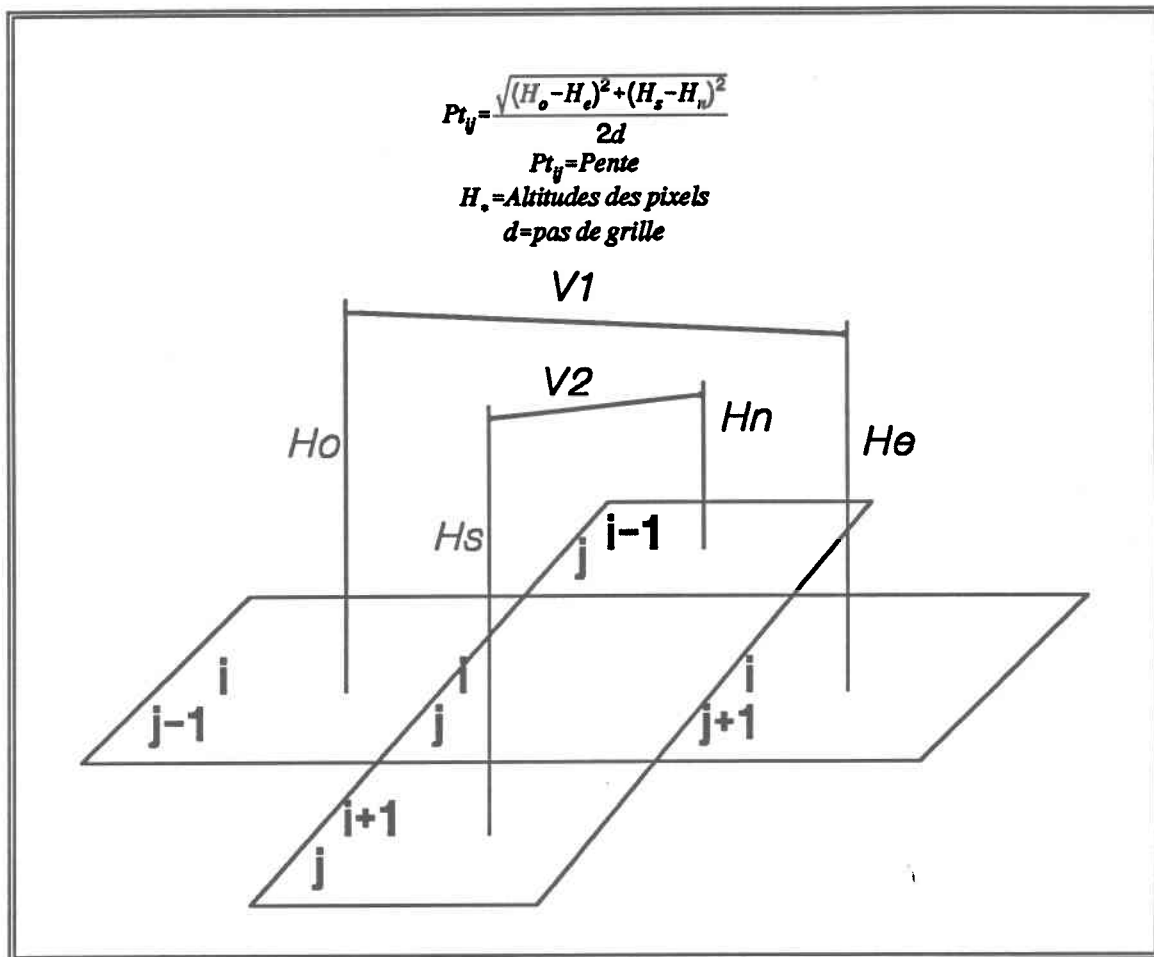 Pt_ij=√((H_o-H_e)²+(H_s-H_n)²)/2d
Pt_ij=Pente
H_*=Altitudes des pixels
d=pas de grille
V1
V2
Ho
Hn
He
Hs
i-1
j
i
j-1
i
j
i
j+1
i+1
j